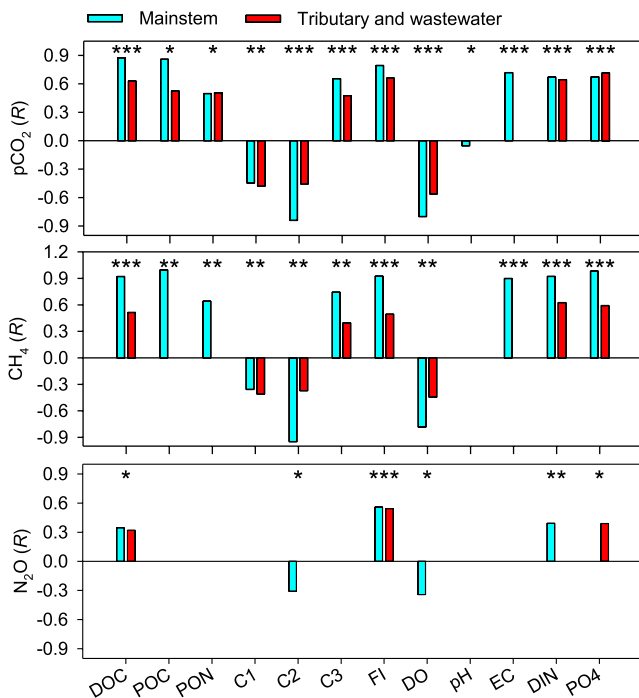 Mainstem Tributary and wastewater
*** * * ** *** *** *** *** * *** *** ***
0.9
0.6
0.3
0.0
-0.3
-0.6
-0.9
pCO₂ (R)
*** ** ** ** ** ** *** ** *** *** ***
1.2
0.9
0.6
0.3
0.0
-0.3
-0.6
-0.9
CH₄ (R)
* * *** * ** *
0.9
0.6
0.3
0.0
-0.3
-0.6
-0.9
N₂O (R)
DOC POC PON C1 C2 C3 FI DO pH EC DIN PO4